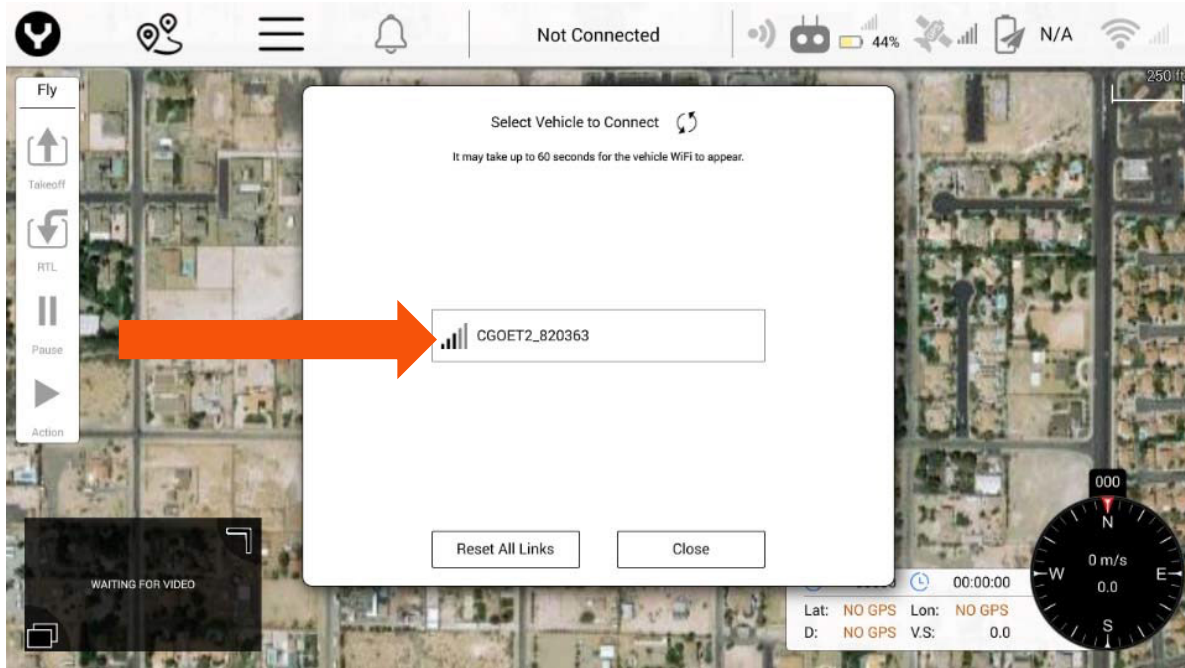 Not Connected
44%
N/A
250 ft
Fly
Takeoff
RTL
Pause
Action
Select Vehicle to Connect
It may take up to 60 seconds for the vehicle WiFi to appear.
CGOET2_820363
Reset All Links
Close
WAITING FOR VIDEO
00:00:00
Lat: NO GPS Lon: NO GPS
D: NO GPS V.S: 0.0
000
N
W
E
S
0 m/s
0.0